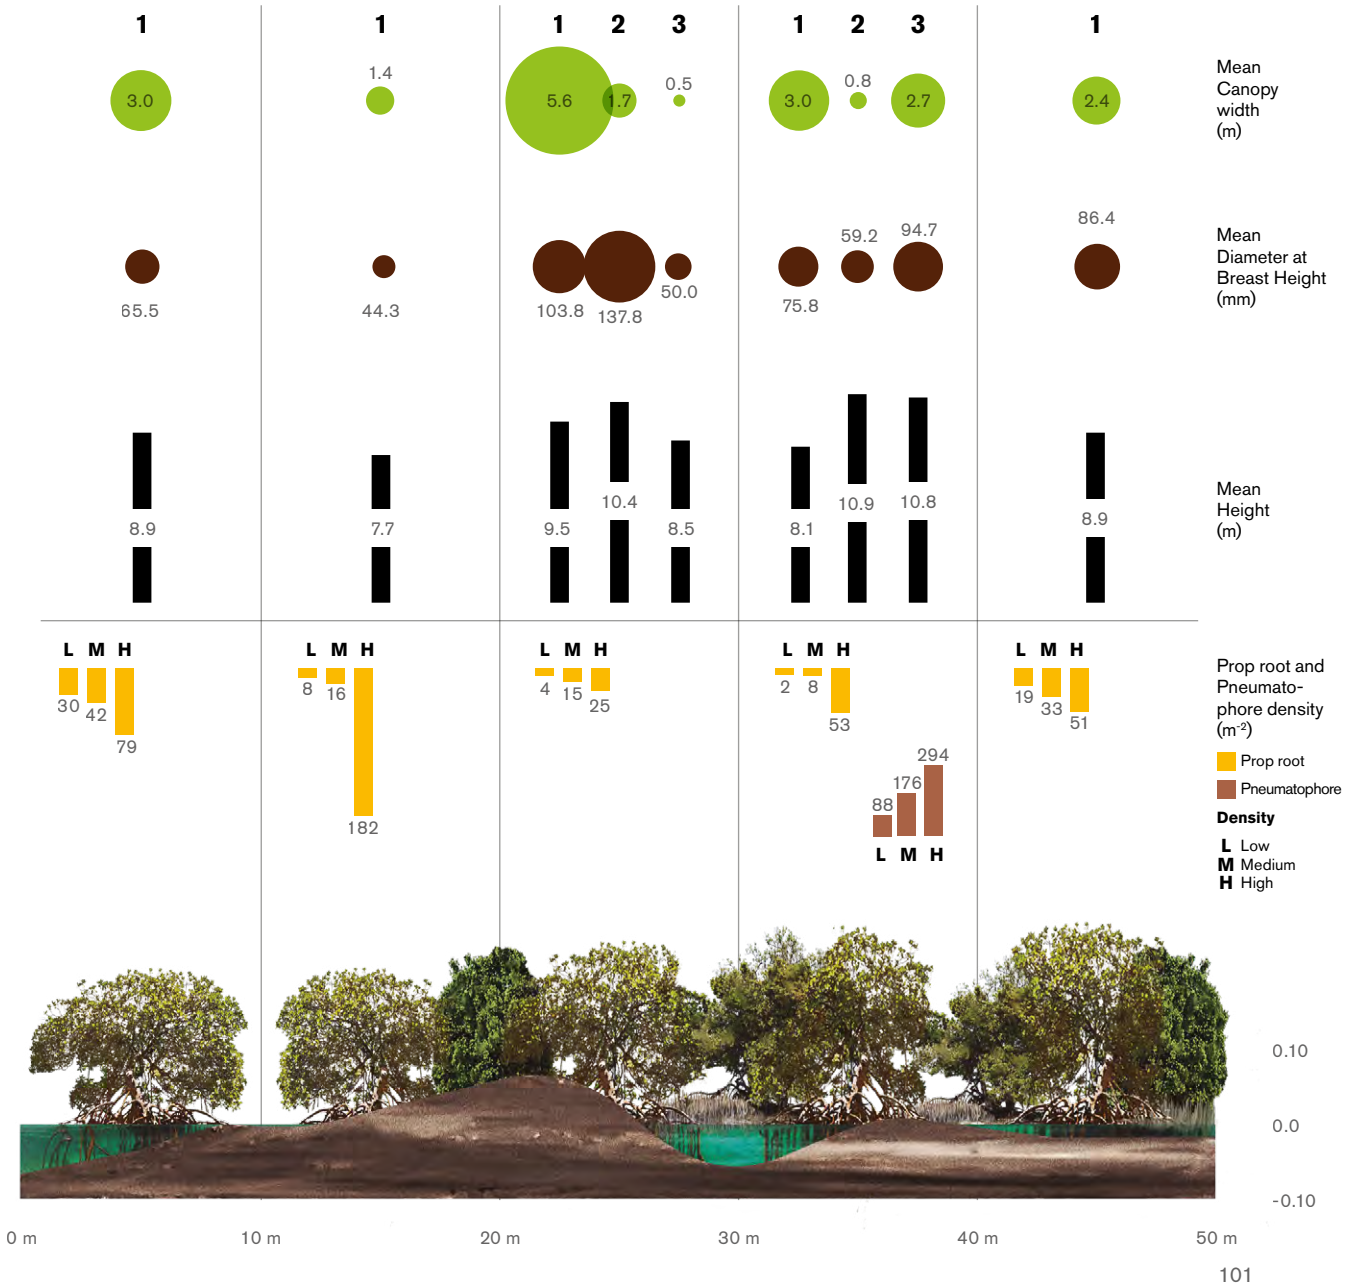 1 1 1 2 3 1 2 3 1
Mean
Canopy
width
(m)
3.0 1.4 5.6 1.7 0.5 3.0 0.8 2.7 2.4
Mean
Diameter at
Breast Height
(mm)
65.5 44.3 103.8 137.8 50.0 75.8 59.2 94.7 86.4
Mean
Height
(m)
8.9 7.7 9.5 10.4 8.5 8.1 10.9 10.8 8.9
L M H L M H L M H L M H L M H
30 42 79 8 16 182 4 15 25 2 8 53 19 33 51
88 176 294
L M H
Prop root and
Pneumato-
phore density
(m⁻²)
Prop root
Pneumatophore
Density
L Low
M Medium
H High
0.10
0.0
-0.10
0 m 10 m 20 m 30 m 40 m 50 m
101